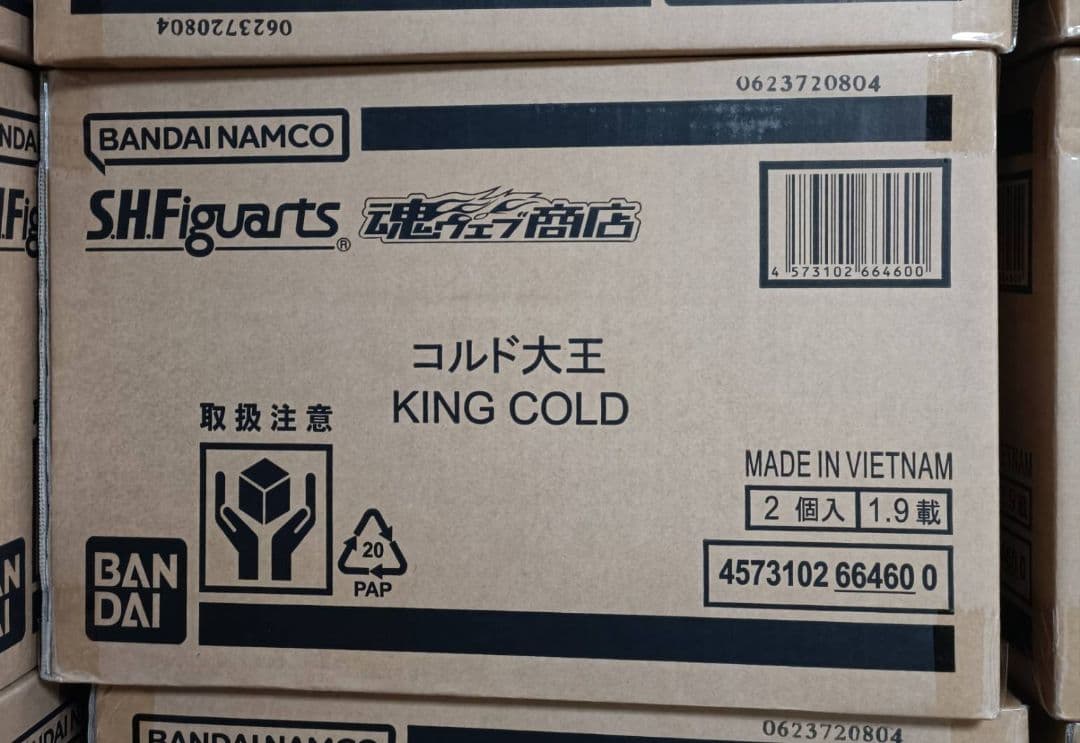 0623720804
0623720804
BANDAI NAMCO
S.H.Figuarts®
魂ウェブ商店
4 573102 664600
コルド大王
KING COLD
取扱注意
MADE IN VIETNAM
2 個入
1.9 載
20
PAP
4573102 66460 0
BAN
DAI
0623720804
BANDAI NAMCO